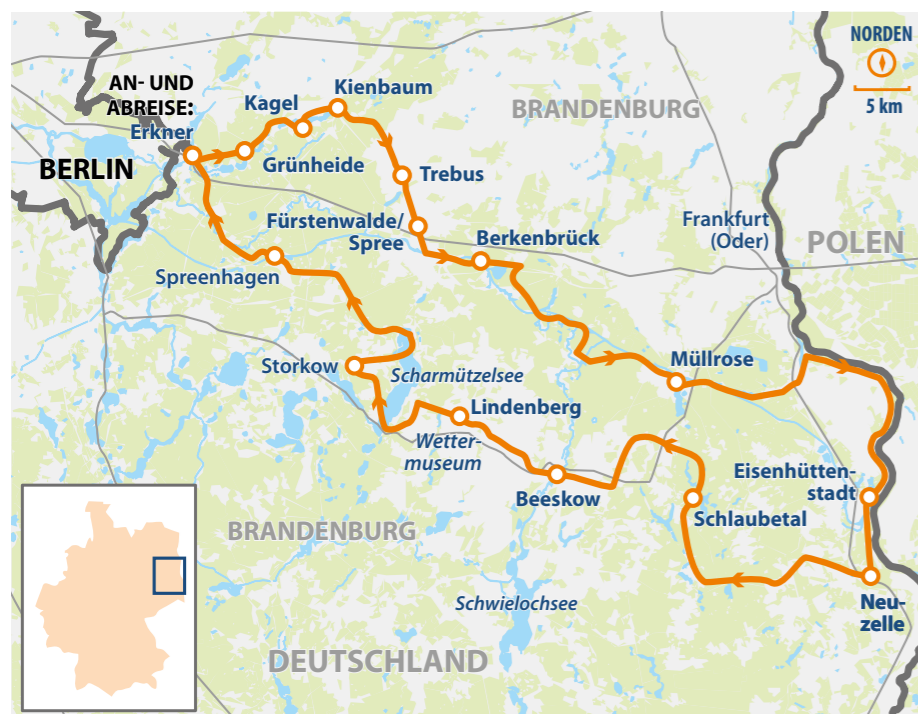 NORDEN
5 km
AN- UND
ABREISE:
Erkner
Kagel
Kienbaum
BRANDENBURG
BERLIN
Grünheide
Trebus
Fürstenwalde/
Spree
Berkenbrück
Frankfurt
(Oder)
POLEN
Spreenhagen
Storkow
Scharmützelsee
Müllrose
Lindenberg
Wetter-
museum
Beeskow
Eisenhütten-
stadt
Schlaubetal
BRANDENBURG
Schwielochsee
Neu-
zelle
DEUTSCHLAND